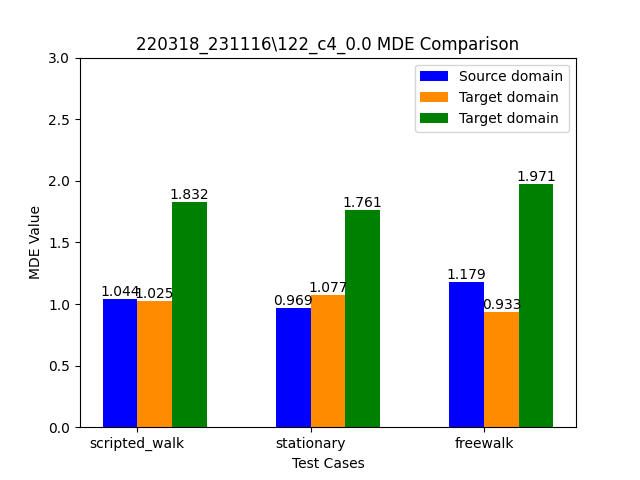 220318_231116\122_c4_0.0 MDE Comparison
Source domain
Target domain
Target domain
MDE Value
3.0
2.5
2.0
1.5
1.0
0.5
0.0
1.044
1.025
1.832
0.969
1.077
1.761
1.179
0.933
1.971
scripted_walk
stationary
freewalk
Test Cases